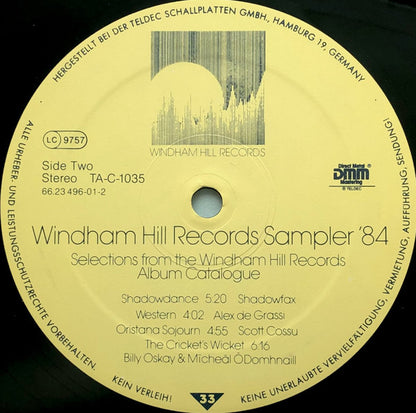 HERGESTELLT BEI DER TELDEC SCHALLPLATTEN GMBH., HAMBURG 19, GERMANY
WINDHAM HILL RECORDS
LC 9757
Side Two
Stereo TA-C-1035
66.23 496-01-2
Direct Metal
DMM
Mastering
® TELDEC
Windham Hill Records Sampler '84
Selections from the Windham Hill Records
Album Catalogue
Shadowdance 5:20 Shadowfax
Western 4:02 Alex de Grassi
Oristana Sojourn 4:55 Scott Cossu
The Cricket's Wicket 6:16
Billy Oskay & Mícheál ÓDomhnaill
ALLE URHEBER- UND LEISTUNGSSCHUTZRECHTE VORBEHALTEN.
KEIN VERLEIH!
33
KEINE UNERLAUBTE VERVIELFÄLTIGUNG, VERMIETUNG, AUFFÜHRUNG, SENDUNG!